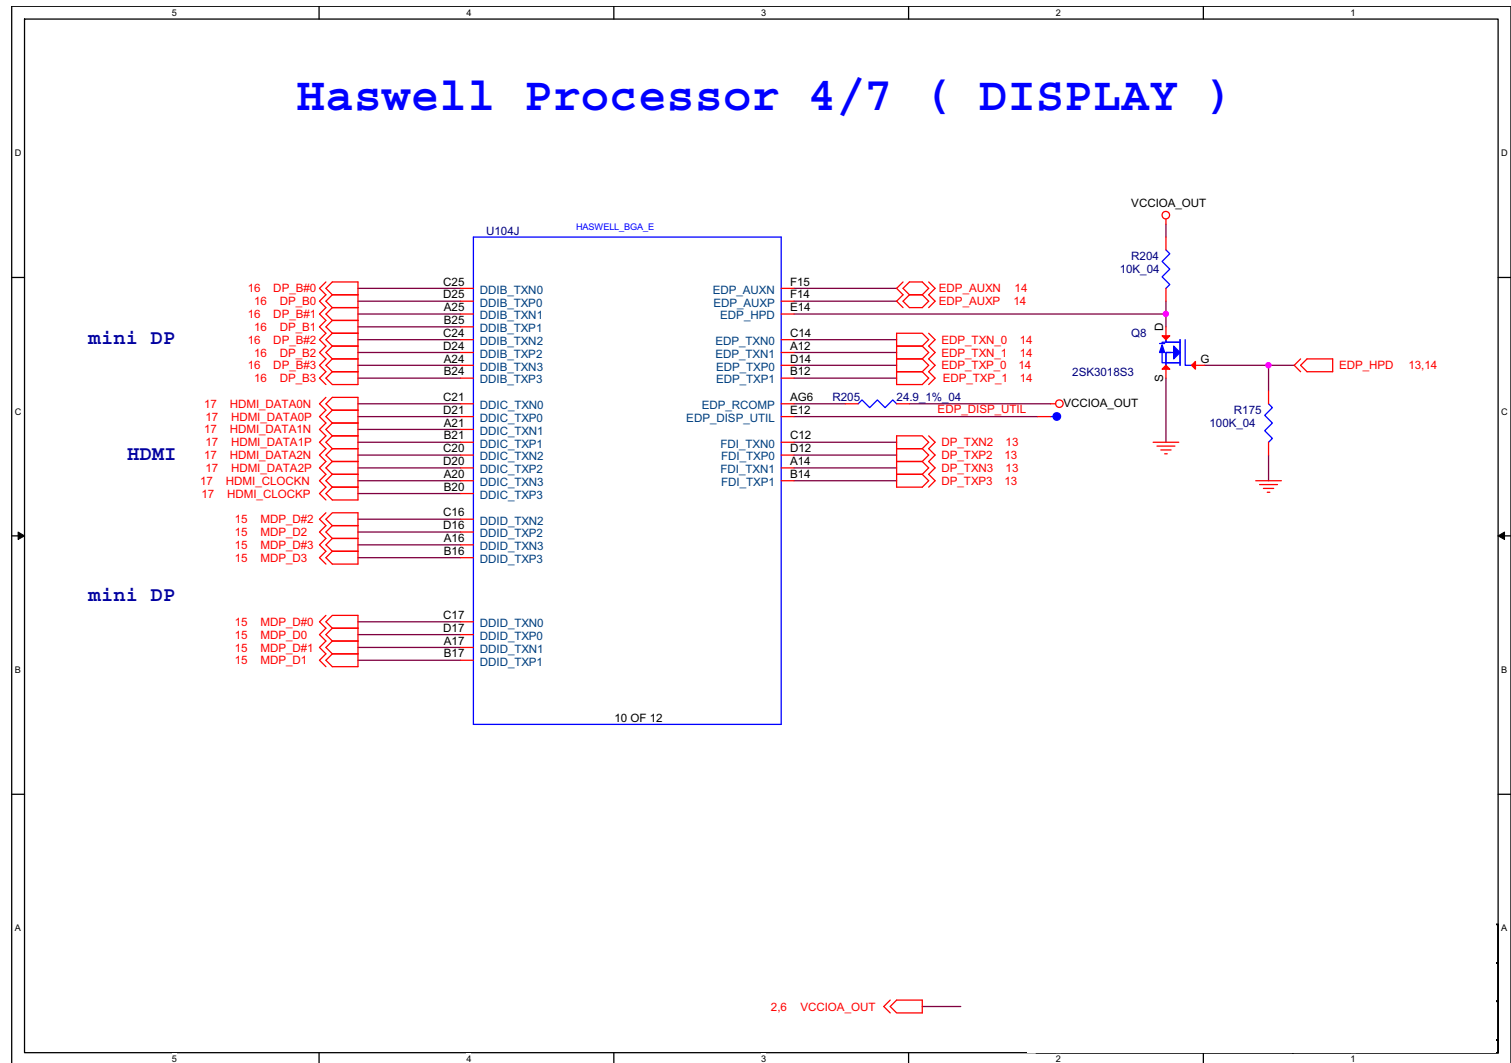 5 4 3 2 1
Haswell Processor 4/7 ( DISPLAY )
D D
VCCIOA_OUT
U104J HASWELL_BGA_E
R204
10K_04
16 DP_B#0 C25 DDIB_TXN0 EDP_AUXN F15 EDP_AUXN 14
16 DP_B0 D25 DDIB_TXP0 EDP_AUXP F14 EDP_AUXP 14
16 DP_B#1 A25 DDIB_TXN1 EDP_HPD E14
16 DP_B1 B25 DDIB_TXP1
mini DP
16 DP_B#2 C24 DDIB_TXN2 EDP_TXN0 C14 EDP_TXN_0 14
16 DP_B2 D24 DDIB_TXP2 EDP_TXN1 A12 EDP_TXN_1 14
16 DP_B#3 A24 DDIB_TXN3 EDP_TXP0 D14 EDP_TXP_0 14
16 DP_B3 B24 DDIB_TXP3 EDP_TXP1 B12 EDP_TXP_1 14
Q8 D
G
S
2SK3018S3
EDP_HPD 13,14
17 HDMI_DATA0N C21 DDIC_TXN0 EDP_RCOMP AG6 R205 24.9_1%_04 VCCIOA_OUT
17 HDMI_DATA0P D21 DDIC_TXP0 EDP_DISP_UTIL E12 EDP_DISP_UTIL
R175
100K_04
C C
17 HDMI_DATA1N A21 DDIC_TXN1
17 HDMI_DATA1P B21 DDIC_TXP1 FDI_TXN0 C12 DP_TXN2 13
HDMI
17 HDMI_DATA2N C20 DDIC_TXN2 FDI_TXP0 D12 DP_TXP2 13
17 HDMI_DATA2P D20 DDIC_TXP2 FDI_TXN1 A14 DP_TXN3 13
17 HDMI_CLOCKN A20 DDIC_TXN3 FDI_TXP1 B14 DP_TXP3 13
17 HDMI_CLOCKP B20 DDIC_TXP3
15 MDP_D#2 C16 DDID_TXN2
15 MDP_D2 D16 DDID_TXP2
15 MDP_D#3 A16 DDID_TXN3
15 MDP_D3 B16 DDID_TXP3
mini DP
15 MDP_D#0 C17 DDID_TXN0
15 MDP_D0 D17 DDID_TXP0
15 MDP_D#1 A17 DDID_TXN1
15 MDP_D1 B17 DDID_TXP1
B B
10 OF 12
A A
2,6 VCCIOA_OUT
5 4 3 2 1